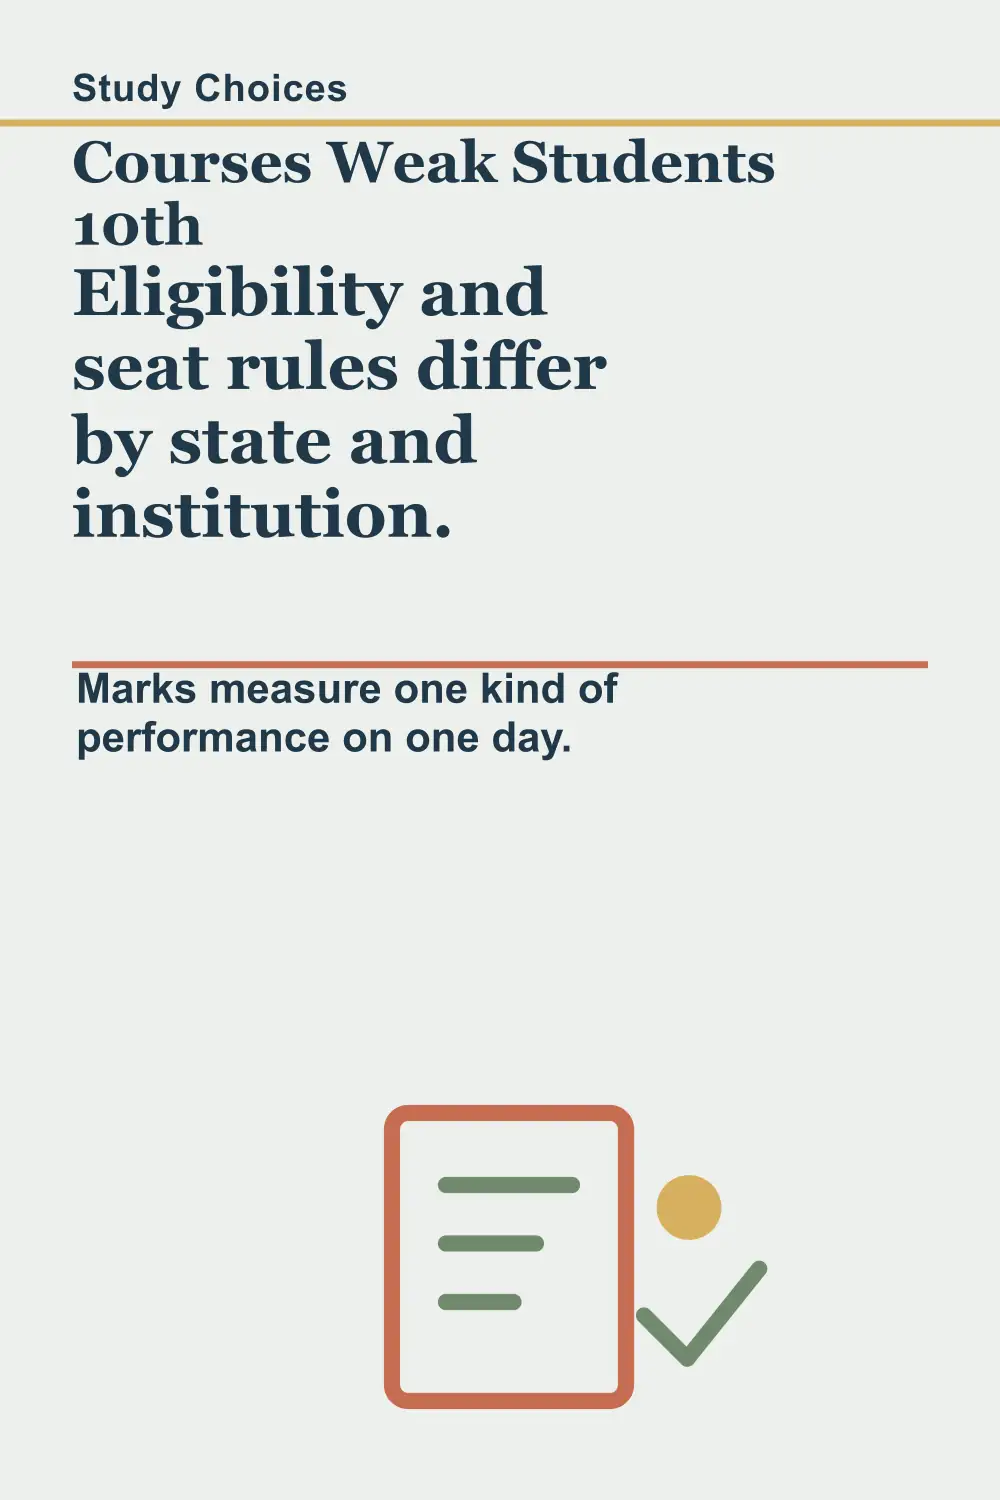 Study Choices
Courses Weak Students
10th
Eligibility and
seat rules differ
by state and
institution.
Marks measure one kind of
performance on one day.